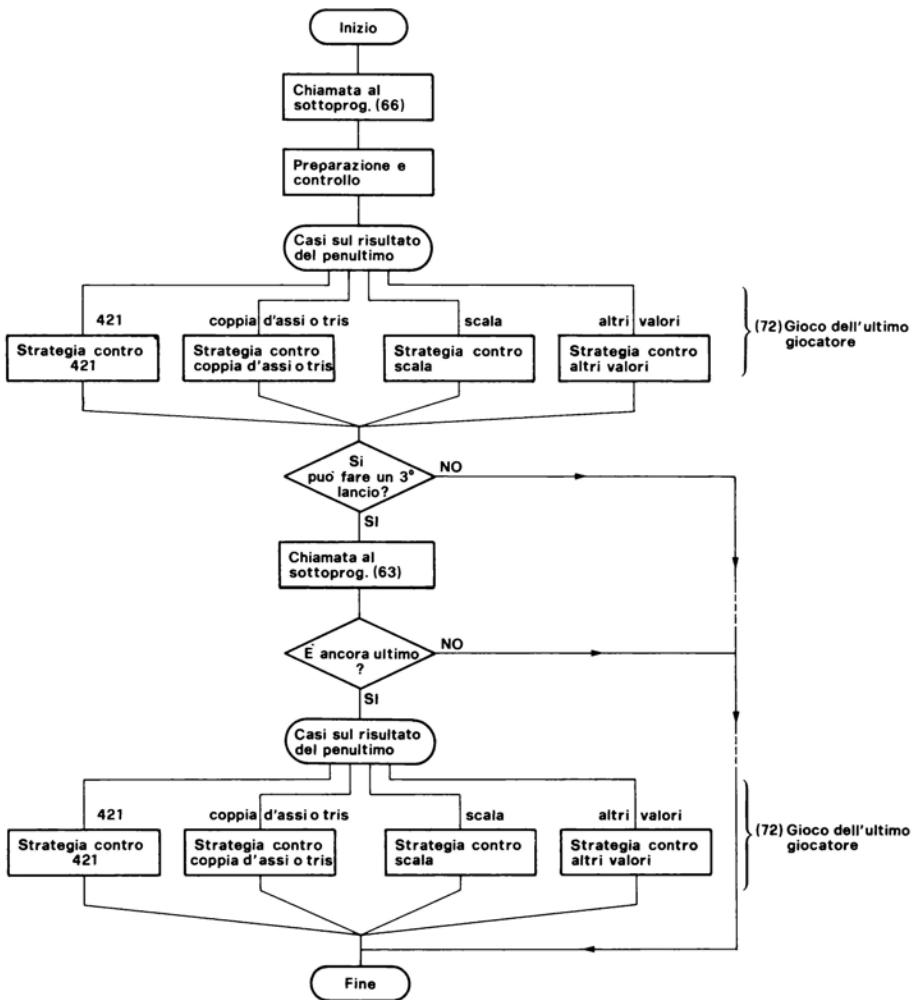 Inizio
Chiamata al
sottoprog. (66)
Preparazione e
controllo
Casi sul risultato
del penultimo
421
coppia d'assi o tris
scala
altri valori
Strategia contro
421
Strategia contro
coppia d'assi o tris
Strategia contro
scala
Strategia contro
altri valori
(72) Gioco dell'ultimo
giocatore
Si
può fare un 3°
lancio?
NO
SI
Chiamata al
sottoprog. (63)
E' ancora ultimo
?
NO
SI
Casi sul risultato
del penultimo
421
coppia d'assi o tris
scala
altri valori
Strategia contro
421
Strategia contro
coppia d'assi o tris
Strategia contro
scala
Strategia contro
altri valori
(72) Gioco dell'ultimo
giocatore
Fine